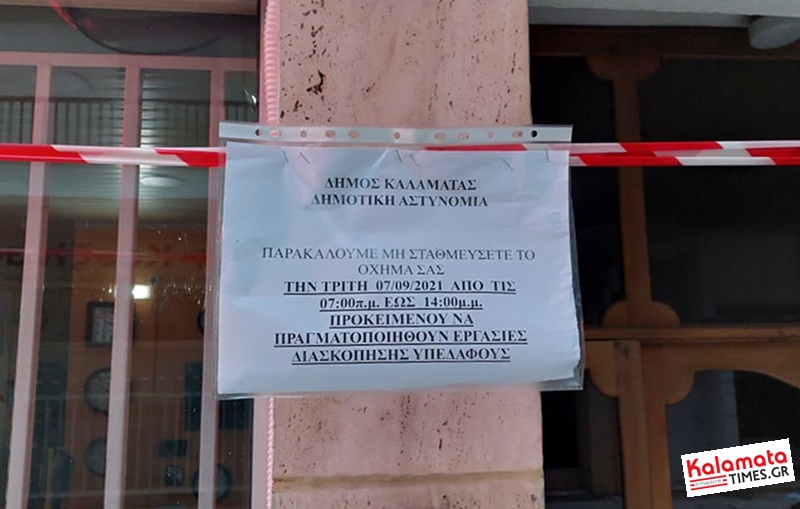 ΔΗΜΟΣ ΚΑΛΑΜΑΤΑΣ
ΔΗΜΟΤΙΚΗ ΑΣΤΥΝΟΜΙΑ
ΠΑΡΑΚΑΛΟΥΜΕ ΜΗ ΣΤΑΘΜΕΥΣΕΤΕ ΤΟ
ΟΧΗΜΑ ΣΑΣ
ΤΗΝ ΤΡΙΤΗ 07/09/2021 ΑΠΟ ΤΙΣ
07:00π.μ. ΕΩΣ 14:00μ.μ.
ΠΡΟΚΕΙΜΕΝΟΥ ΝΑ
ΠΡΑΓΜΑΤΟΠΟΙΗΘΟΥΝ ΕΡΓΑΣΙΕΣ
ΔΙΑΣΚΟΠΗΣΗΣ ΥΠΕΔΑΦΟΥΣ
Kalamata
TIMES.GR